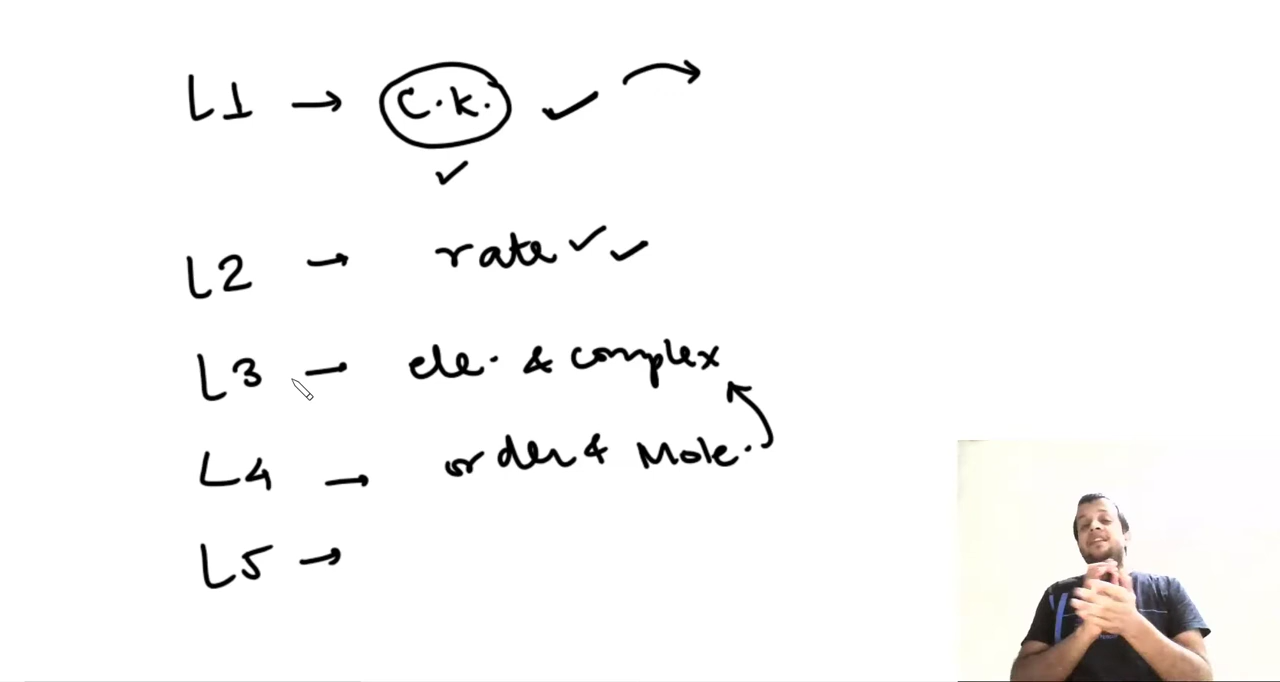 L1 → C.K. ✓ →
✓
L2 → rate ✓ ✓
L3 → ele. & complex
L4 → order & Mole.
L5 →